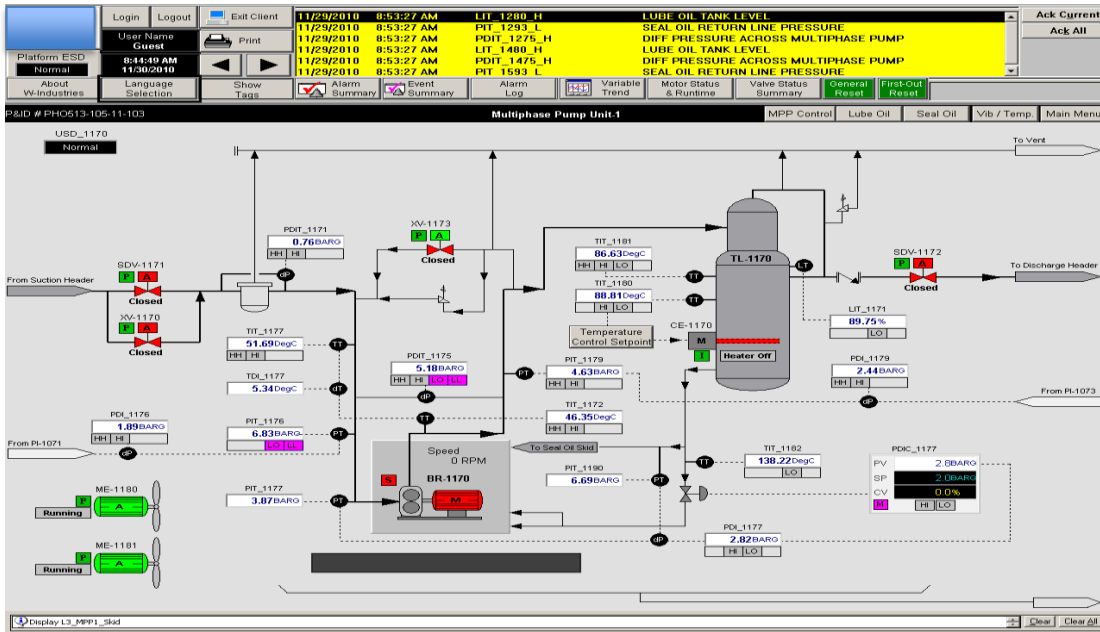 Login
Logout
Exit Client
User Name
Guest
Print
Platform ESD
Normal
8:44:49 AM
11/30/2010
11/29/2010 8:53:27 AM LIT_1280_H LUBE OIL TANK LEVEL
11/29/2010 8:53:27 AM PIT_1293_L SEAL OIL RETURN LINE PRESSURE
11/29/2010 8:53:27 AM PDIT_1275_H DIFF PRESSURE ACROSS MULTIPHASE PUMP
11/29/2010 8:53:27 AM LIT_1480_H LUBE OIL TANK LEVEL
11/29/2010 8:53:27 AM PDIT_1475_H DIFF PRESSURE ACROSS MULTIPHASE PUMP
11/29/2010 8:53:27 AM PIT 1593 L SEAL OIL RETURN LINE PRESSURE
Ack Current
Ack All
About
W-Industries
Language
Selection
Show
Tags
Alarm
Summary
Event
Summary
Alarm
Log
Variable
Trend
Motor Status
& Runtime
Valve Status
Summary
General
Reset
First-Out
Reset
P&ID # PHO513-105-11-103
Multiphase Pump Unit-1
MPP Control
Lube Oil
Seal Oil
Vib / Temp.
Main Menu
USD_1170
Normal
To Vent
PDIT_1171
0.76BARG
HH HI
dP
XV-1173
P A
Closed
TIT_1181
86.63DegC
HH HI LO
TT
TL-1170
LT
SDV-1172
P A
Closed
To Discharge Header
From Suction Header
SDV-1171
P A
Closed
XV-1170
P A
Closed
TIT_1180
88.81DegC
HI LO
TT
Temperature
Control Setpoint
CE-1170
M
I
Heater Off
LIT_1171
89.75%
LO
TIT_1177
51.69DegC
HH HI
TT
PDIT_1175
5.18BARG
HH HI LO LL
dP
PIT_1179
4.63BARG
HH HI
PT
PDI_1179
2.44BARG
HH HI
dP
TDI_1177
5.34DegC
dT
From PI-1073
PDI_1176
1.89BARG
HH HI
dP
PIT_1176
6.83BARG
LO LL
PT
TT
TIT_1172
46.35DegC
HH HI
From PI-1071
Speed
0 RPM
To Seal Oil Skid
S
BR-1170
M
PIT_1190
6.69BARG
PT
TT
TIT_1182
138.22DegC
LO
PDIC_1177
PV 2.8BARG
SP 2.0BARG
CV 0.0%
M HI LO
PIT_1177
3.87BARG
PT
ME-1180
P
A
Running
PDI_1177
2.82BARG
HI LO
dP
ME-1181
P
A
Running
Display L3_MPP1_Skid
Clear
Clear All